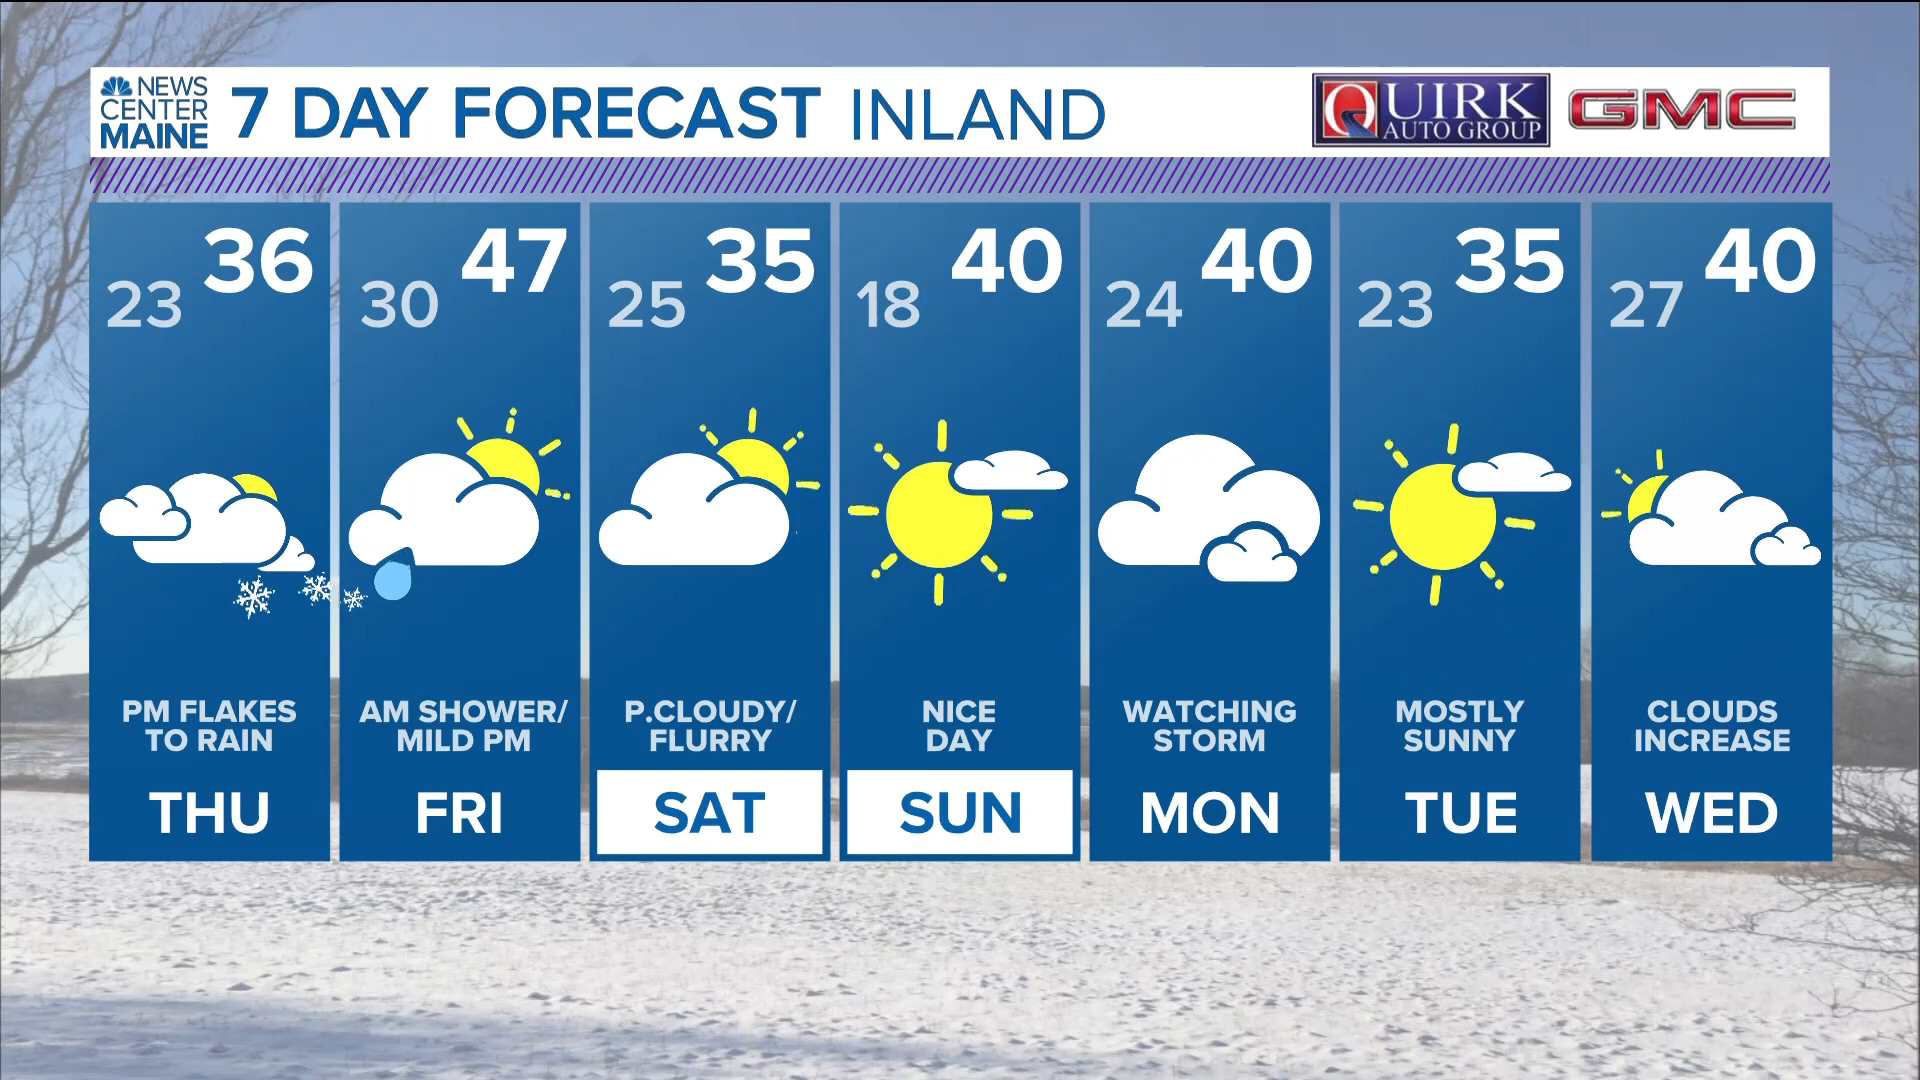 NEWS
CENTER
MAINE
7 DAY FORECAST INLAND
QUIRK
AUTO GROUP
GMC
23 36
PM FLAKES
TO RAIN
THU
30 47
AM SHOWER/
MILD PM
FRI
25 35
P.CLOUDY/
FLURRY
SAT
18 40
NICE
DAY
SUN
24 40
WATCHING
STORM
MON
23 35
MOSTLY
SUNNY
TUE
27 40
CLOUDS
INCREASE
WED